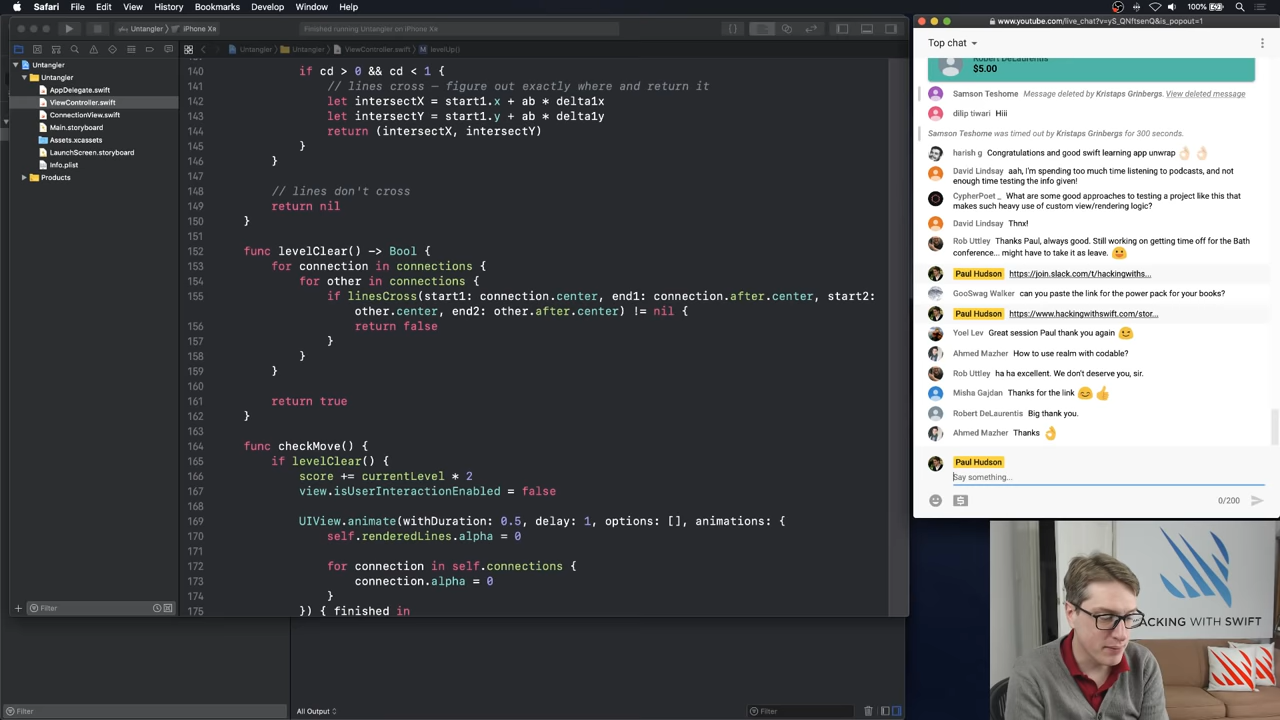 Safari File Edit View History Bookmarks Develop Window Help
100%
Untangler iPhone Xs
Finished running Untangler on iPhone Xs
Untangler Untangler ViewController.swift levelUp()
Untangler
Untangler
AppDelegate.swift
ViewController.swift
ConnectionView.swift
Main.storyboard
Assets.xcassets
LaunchScreen.storyboard
Info.plist
Products
140 if cd > 0 && cd < 1 {
141 // lines cross — figure out exactly where and return it
142 let intersectX = start1.x + ab * delta1x
143 let intersectY = start1.y + ab * delta1y
144 return (intersectX, intersectY)
145 }
146 }
147
148 // lines don't cross
149 return nil
150 }
151
152 func levelClear() -> Bool {
153 for connection in connections {
154 for other in connections {
155 if linesCross(start1: connection.center, end1: connection.after.center, start2:
other.center, end2: other.after.center) != nil {
156 return false
157 }
158 }
159 }
160
161 return true
162 }
163
164 func checkMove() {
165 if levelClear() {
166 score += currentLevel * 2
167 view.isUserInteractionEnabled = false
168
169 UIView.animate(withDuration: 0.5, delay: 1, options: [], animations: {
170 self.renderedLines.alpha = 0
171
172 for connection in self.connections {
173 connection.alpha = 0
174 }
175 }) { finished in
Filter
Filter
All Output
Filter
www.youtube.com/live_chat?v=yS_QNftsenQ&is_popout=1
Top chat
Robert DeLaurentis
$5.00
Samson Teshome Message deleted by Kristaps Grinbergs. View deleted message
dilip tiwari Hiii
Samson Teshome was timed out by Kristaps Grinbergs for 300 seconds.
harish g Congratulations and good swift learning app unwrap 👌🏻 👌🏻
David Lindsay aah, I'm spending too much time listening to podcasts, and not
enough time testing the info given!
CypherPoet _ What are some good approaches to testing a project like this that
makes such heavy use of custom view/rendering logic?
David Lindsay Thnx!
Rob Uttley Thanks Paul, always good. Still working on getting time off for the Bath
conference... might have to take it as leave. 😛
Paul Hudson https://join.slack.com/t/hackingwiths...
GooSwag Walker can you paste the link for the power pack for your books?
Paul Hudson https://www.hackingwithswift.com/stor...
Yoel Lev Great session Paul thank you again 😉
Ahmed Mazher How to use realm with codable?
Rob Uttley ha ha excellent. We don't deserve you, sir.
Misha Gajdan Thanks for the link 😊 👍
Robert DeLaurentis Big thank you.
Ahmed Mazher Thanks 👌
Paul Hudson
Say something...
0/200
HACKING WITH SWIFT